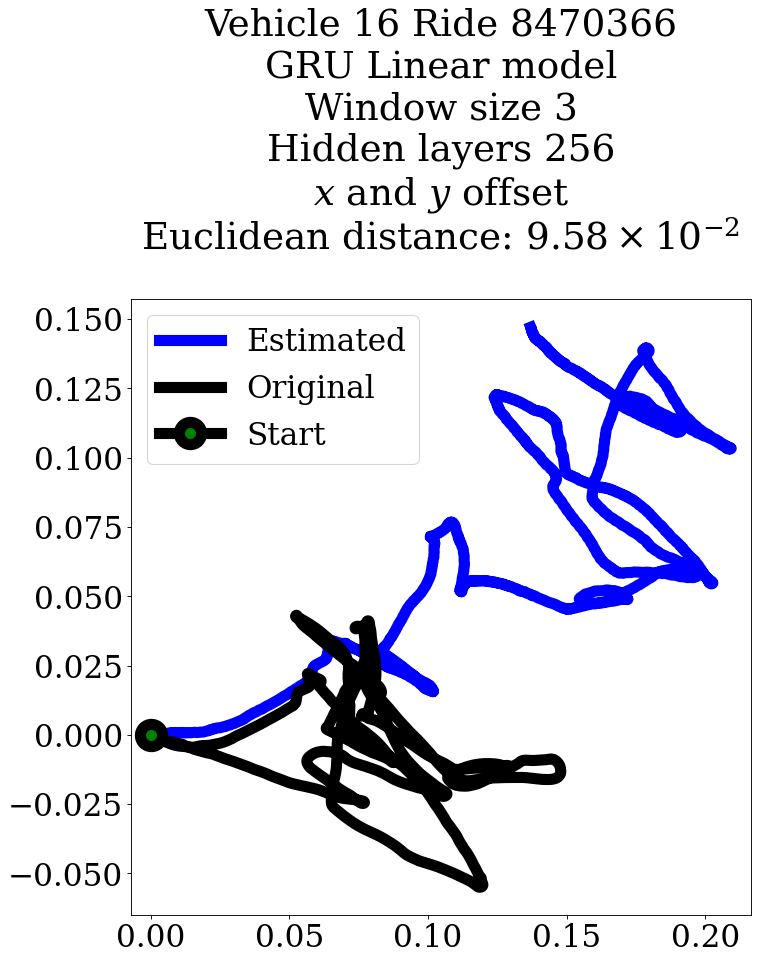 Vehicle 16 Ride 8470366
GRU Linear model
Window size 3
Hidden layers 256
x and y offset
Euclidean distance: 9.58 × 10⁻²
Estimated
Original
Start
0.150
0.125
0.100
0.075
0.050
0.025
0.000
−0.025
−0.050
0.00 0.05 0.10 0.15 0.20